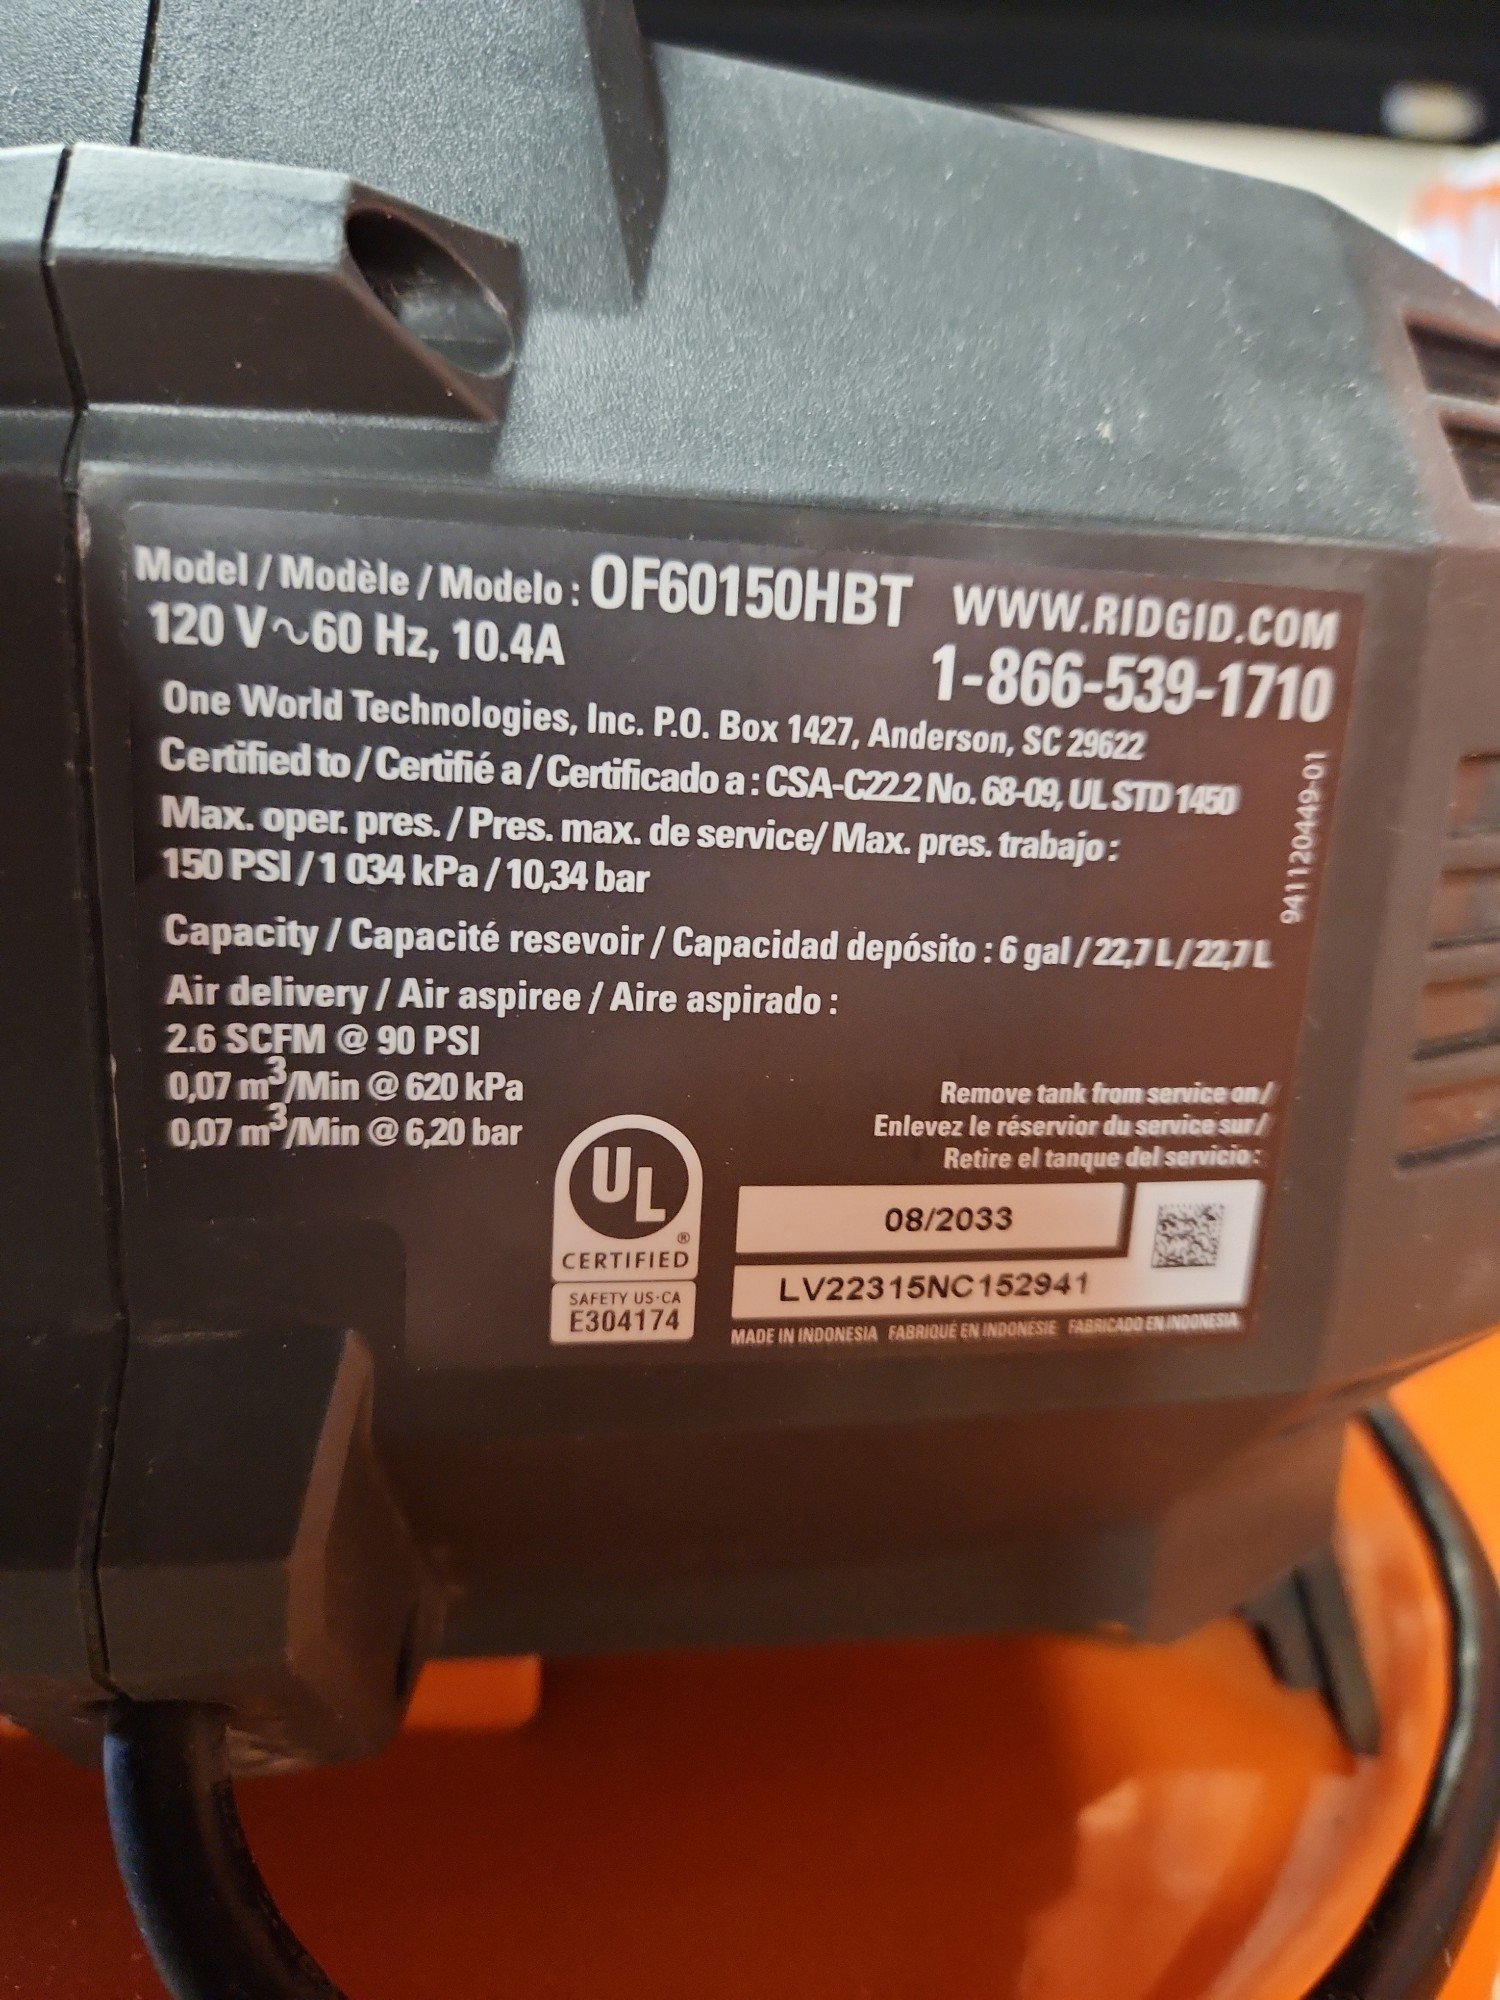 Model / Modèle / Modelo : OF60150HBT WWW.RIDGID.COM
120 V ~ 60 Hz, 10.4A
1-866-539-1710
One World Technologies, Inc. P.O. Box 1427, Anderson, SC 29622
Certified to / Certifié a / Certificado a : CSA-C22.2 No. 68-09, UL STD 1450
Max. oper. pres. / Pres. max. de service/ Max. pres. trabajo :
150 PSI / 1 034 kPa / 10,34 bar
941120449-01
Capacity / Capacité resevoir / Capacidad depósito : 6 gal / 22,7 L / 22,7 L
Air delivery / Air aspiree / Aire aspirado :
2.6 SCFM @ 90 PSI
0,07 m³/Min @ 620 kPa
0,07 m³/Min @ 6,20 bar
Remove tank from service on /
Enlevez le réservior du service sur /
Retire el tanque del servicio :
UL ®
CERTIFIED
SAFETY US-CA
E304174
08/2033
LV22315NC152941
MADE IN INDONESIA FABRIQUÉ EN INDONESIE FABRICADO EN INDONESIA